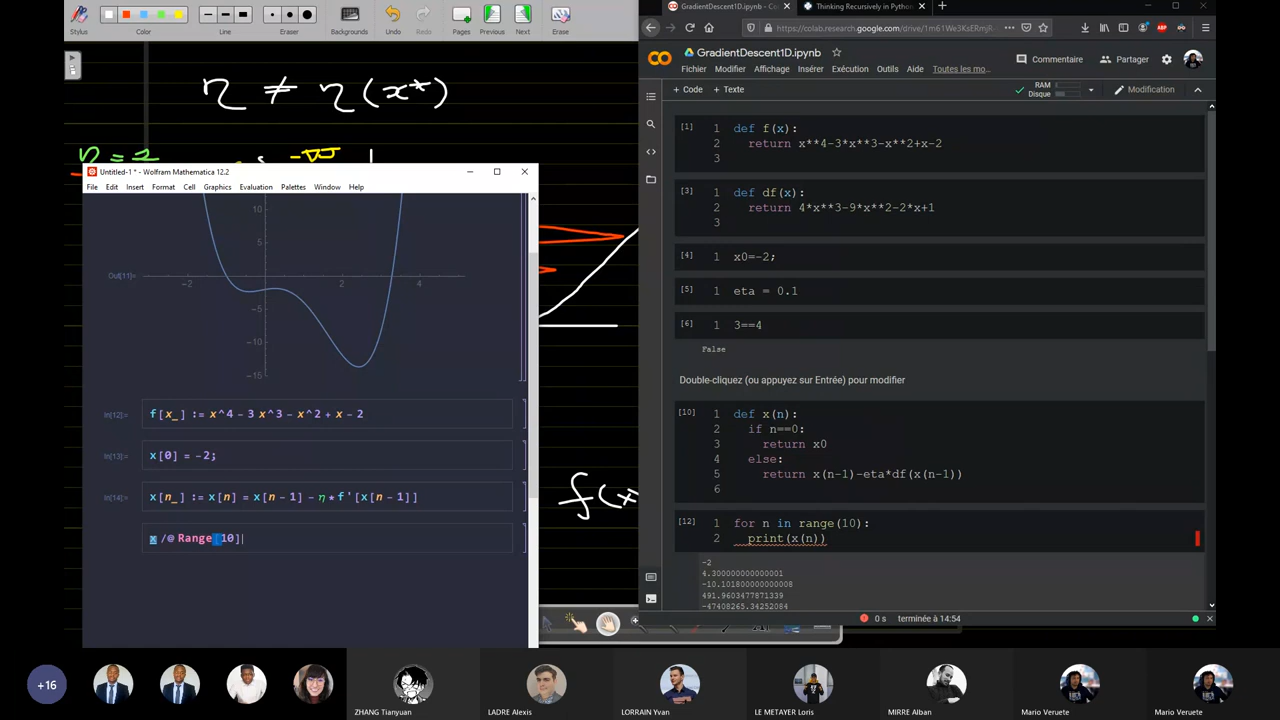 Stylus
Color
Line
Eraser
Backgrounds
Undo
Redo
Pages
Previous
Next
Erase
η ≠ η(x*)
η = 2
-∇J
f(x
Untitled-1 * - Wolfram Mathematica 12.2
File Edit Insert Format Cell Graphics Evaluation Palettes Window Help
10
5
Out[11]=
-2
2
4
-5
-10
-15
In[12]:= f[x_] := x^4 - 3 x^3 - x^2 + x - 2
In[13]:= x[0] = -2;
In[14]:= x[n_] := x[n] = x[n - 1] - η * f'[x[n - 1]]
x /@ Range[10]
GradientDescent1D.ipynb - Co
Thinking Recursively in Python
https://colab.research.google.com/drive/1m61We3KsERmjR
GradientDescent1D.ipynb
Fichier Modifier Affichage Insérer Exécution Outils Aide Toutes les mo...
Commentaire
Partager
+ Code + Texte
RAM
Disque
Modification
[1] 1 def f(x):
2 return x**4-3*x**3-x**2+x-2
3
[3] 1 def df(x):
2 return 4*x**3-9*x**2-2*x+1
3
[4] 1 x0=-2;
[5] 1 eta = 0.1
[6] 1 3==4
False
Double-cliquez (ou appuyez sur Entrée) pour modifier
[10] 1 def x(n):
2 if n==0:
3 return x0
4 else:
5 return x(n-1)-eta*df(x(n-1))
6
[12] 1 for n in range(10):
2 print(x(n))
-2
4.300000000000001
-10.101800000000008
491.9603477871339
-47408265.34252084
0 s terminée à 14:54
+16
ZHANG Tianyuan
LADRE Alexis
LORRAIN Yvan
LE METAYER Loris
MIRRE Alban
Mario Veruete
Mario Veruete